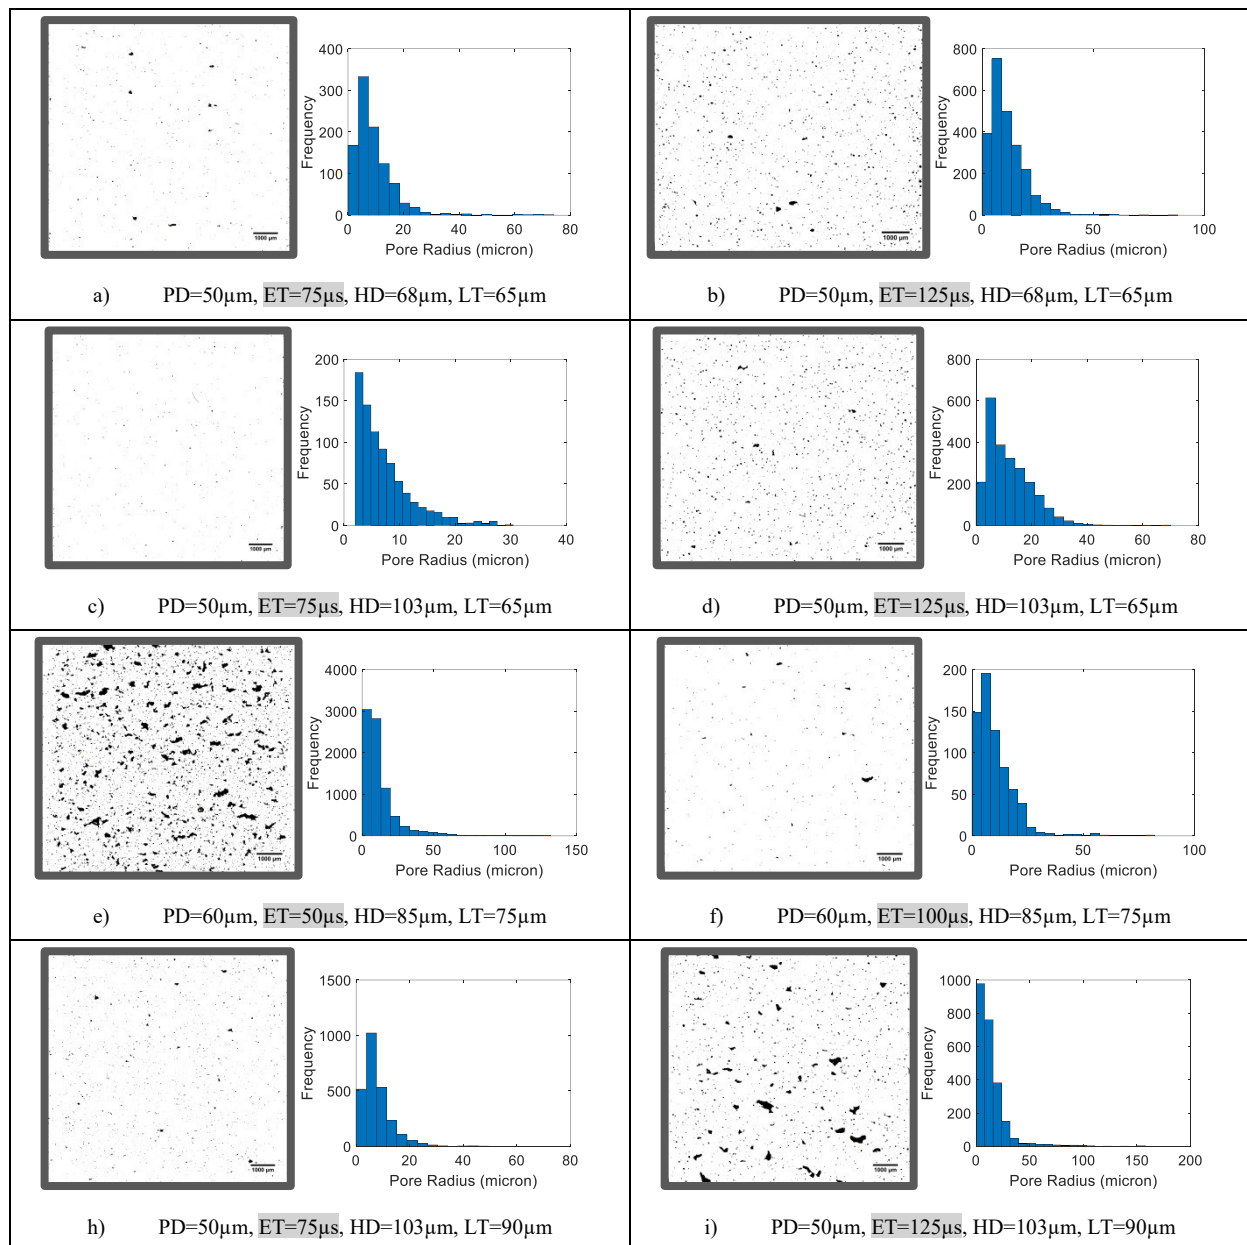 400
300
200
100
0
0 20 40 60 80
Frequency
Pore Radius (micron)
1000 µm
a) PD=50µm, ET=75µs, HD=68µm, LT=65µm
800
600
400
200
0
0 50 100
Frequency
Pore Radius (micron)
1000 µm
b) PD=50µm, ET=125µs, HD=68µm, LT=65µm
200
150
100
50
0
0 10 20 30 40
Frequency
Pore Radius (micron)
1000 µm
c) PD=50µm, ET=75µs, HD=103µm, LT=65µm
800
600
400
200
0
0 20 40 60 80
Frequency
Pore Radius (micron)
1000 µm
d) PD=50µm, ET=125µs, HD=103µm, LT=65µm
4000
3000
2000
1000
0
0 50 100 150
Frequency
Pore Radius (micron)
1000 µm
e) PD=60µm, ET=50µs, HD=85µm, LT=75µm
200
150
100
50
0
0 50 100
Frequency
Pore Radius (micron)
1000 µm
f) PD=60µm, ET=100µs, HD=85µm, LT=75µm
1500
1000
500
0
0 20 40 60 80
Frequency
Pore Radius (micron)
1000 µm
h) PD=50µm, ET=75µs, HD=103µm, LT=90µm
1000
800
600
400
200
0
0 50 100 150 200
Frequency
Pore Radius (micron)
1000 µm
i) PD=50µm, ET=125µs, HD=103µm, LT=90µm